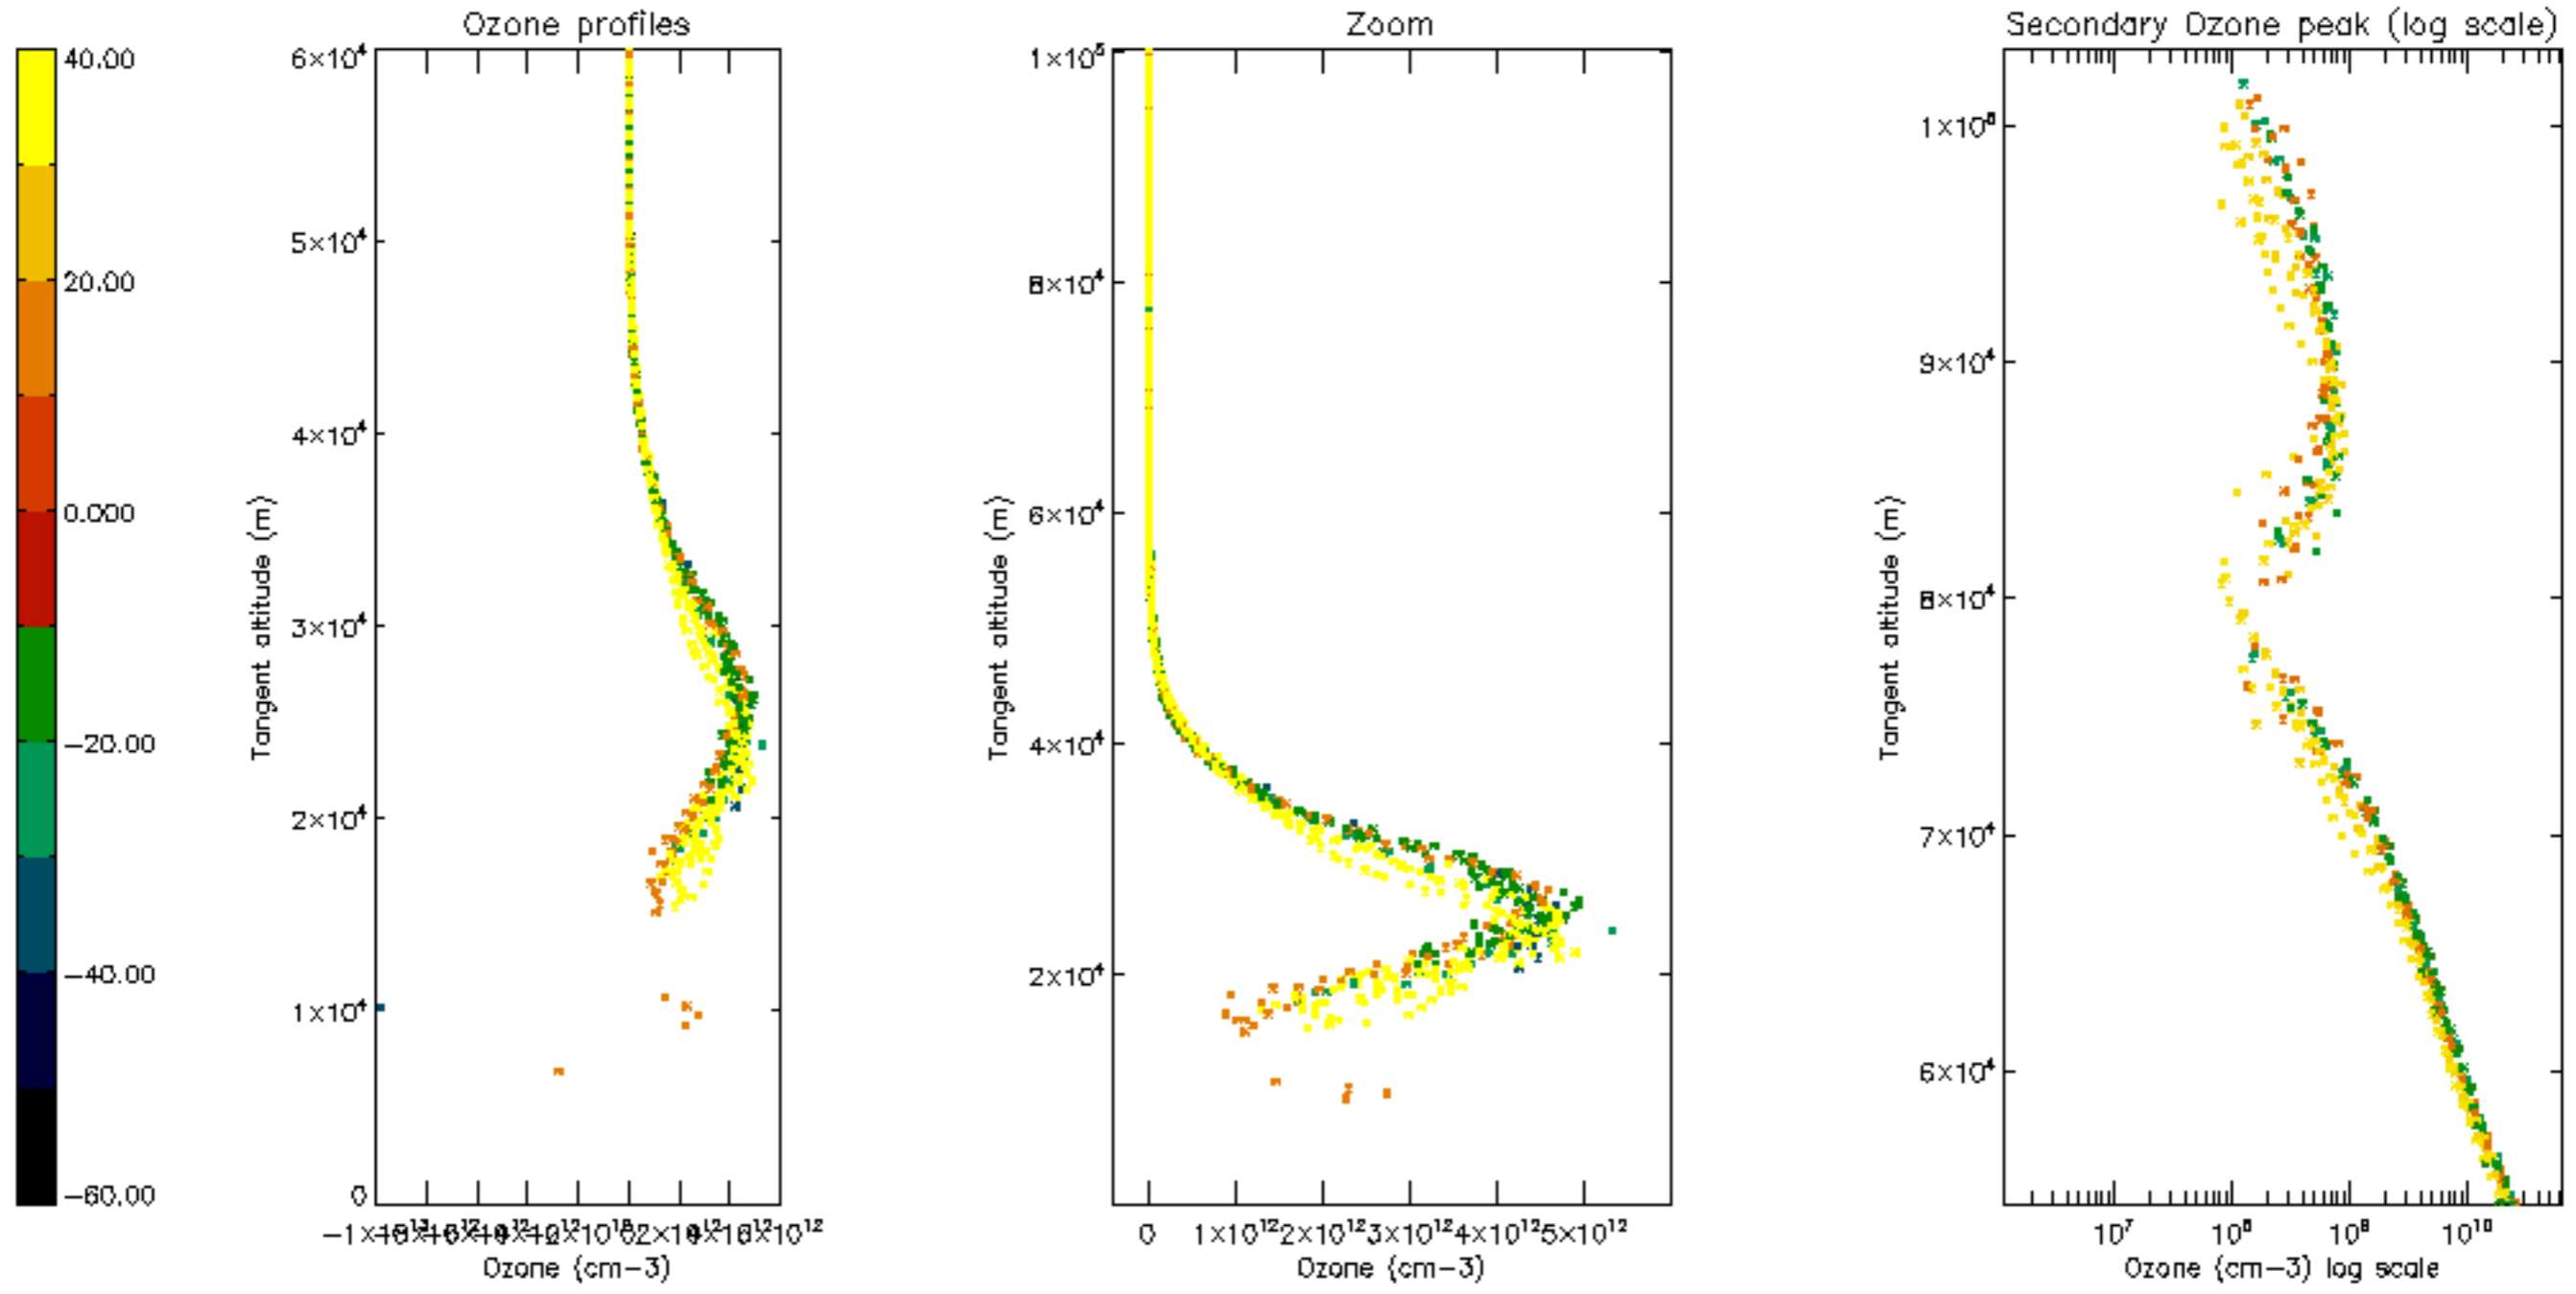 Ozone profiles
Zoom
Secondary Ozone peak (log scale)
40.00
20.00
0.000
−20.00
−40.00
−60.00
6×10⁴
5×10⁴
4×10⁴
3×10⁴
2×10⁴
1×10⁴
0
Tangent altitude (m)
Ozone (cm−3)
1×10⁵
8×10⁴
6×10⁴
4×10⁴
2×10⁴
Tangent altitude (m)
0 1×10¹² 2×10¹² 3×10¹² 4×10¹² 5×10¹²
Ozone (cm−3)
1×10⁵
9×10⁴
8×10⁴
7×10⁴
6×10⁴
Tangent altitude (m)
10⁷ 10⁸ 10⁹ 10¹⁰
Ozone (cm−3) log scale